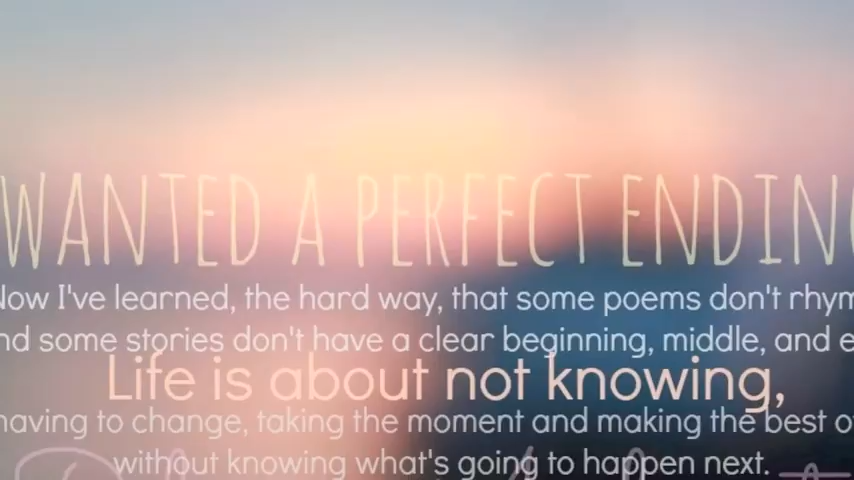 WANTED A PERFECT ENDIN
Now I've learned, the hard way, that some poems don't rhym
nd some stories don't have a clear beginning, middle, and e
Life is about not knowing,
having to change, taking the moment and making the best o
without knowing what's going to happen next.